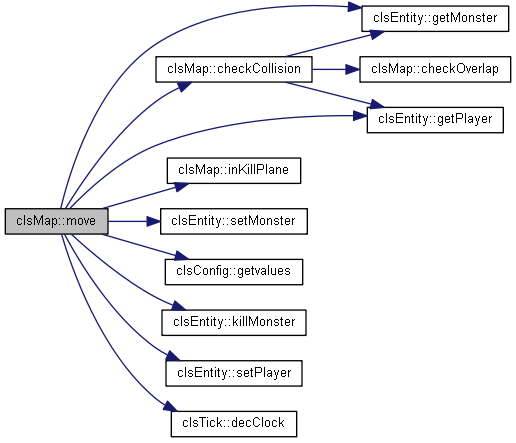 clsEntity::getMonster
clsMap::checkCollision
clsMap::checkOverlap
clsEntity::getPlayer
clsMap::inKillPlane
clsMap::move
clsEntity::setMonster
clsConfig::getvalues
clsEntity::killMonster
clsEntity::setPlayer
clsTick::decClock